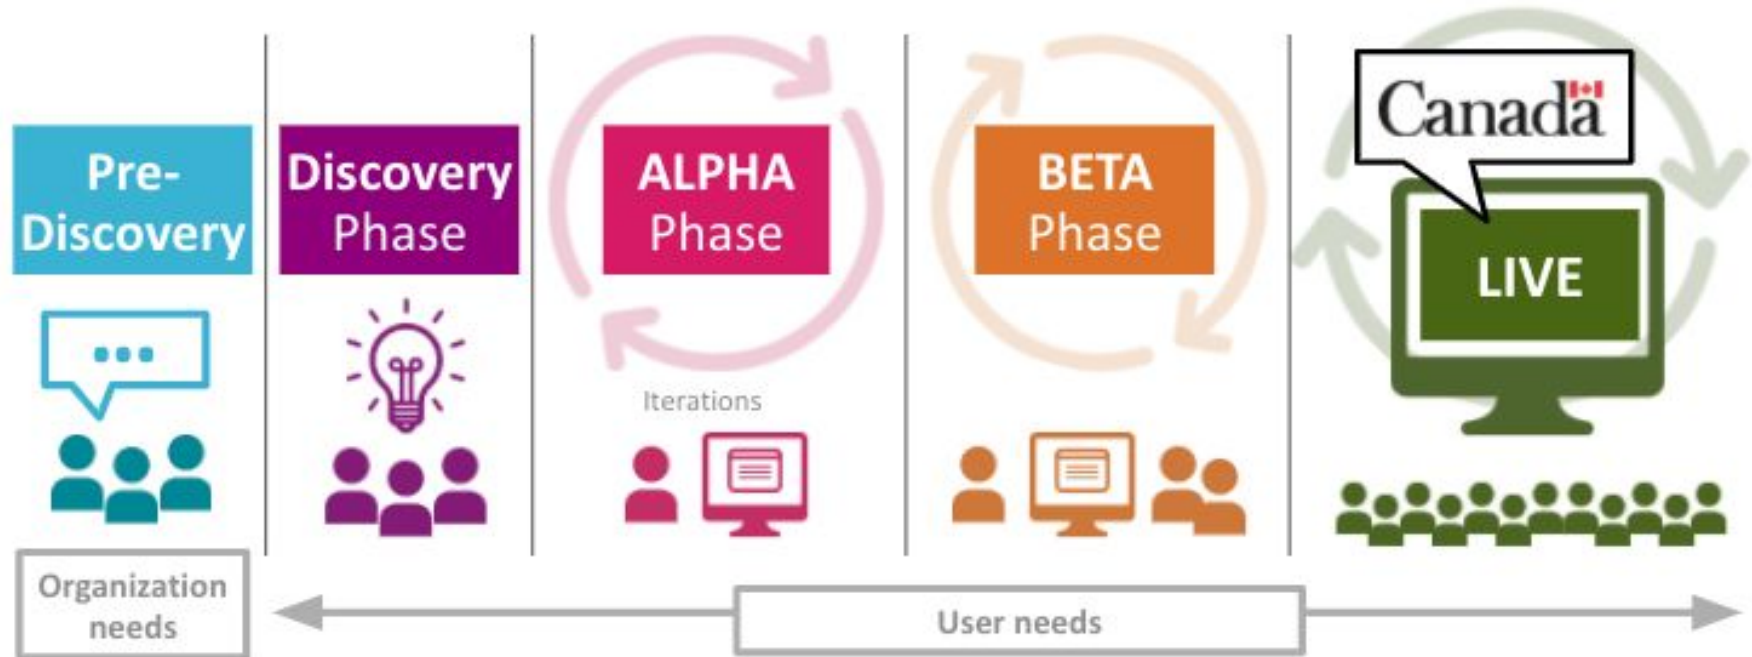 Pre-
Discovery
Discovery
Phase
ALPHA
Phase
BETA
Phase
Canada
LIVE
Iterations
Organization
needs
User needs